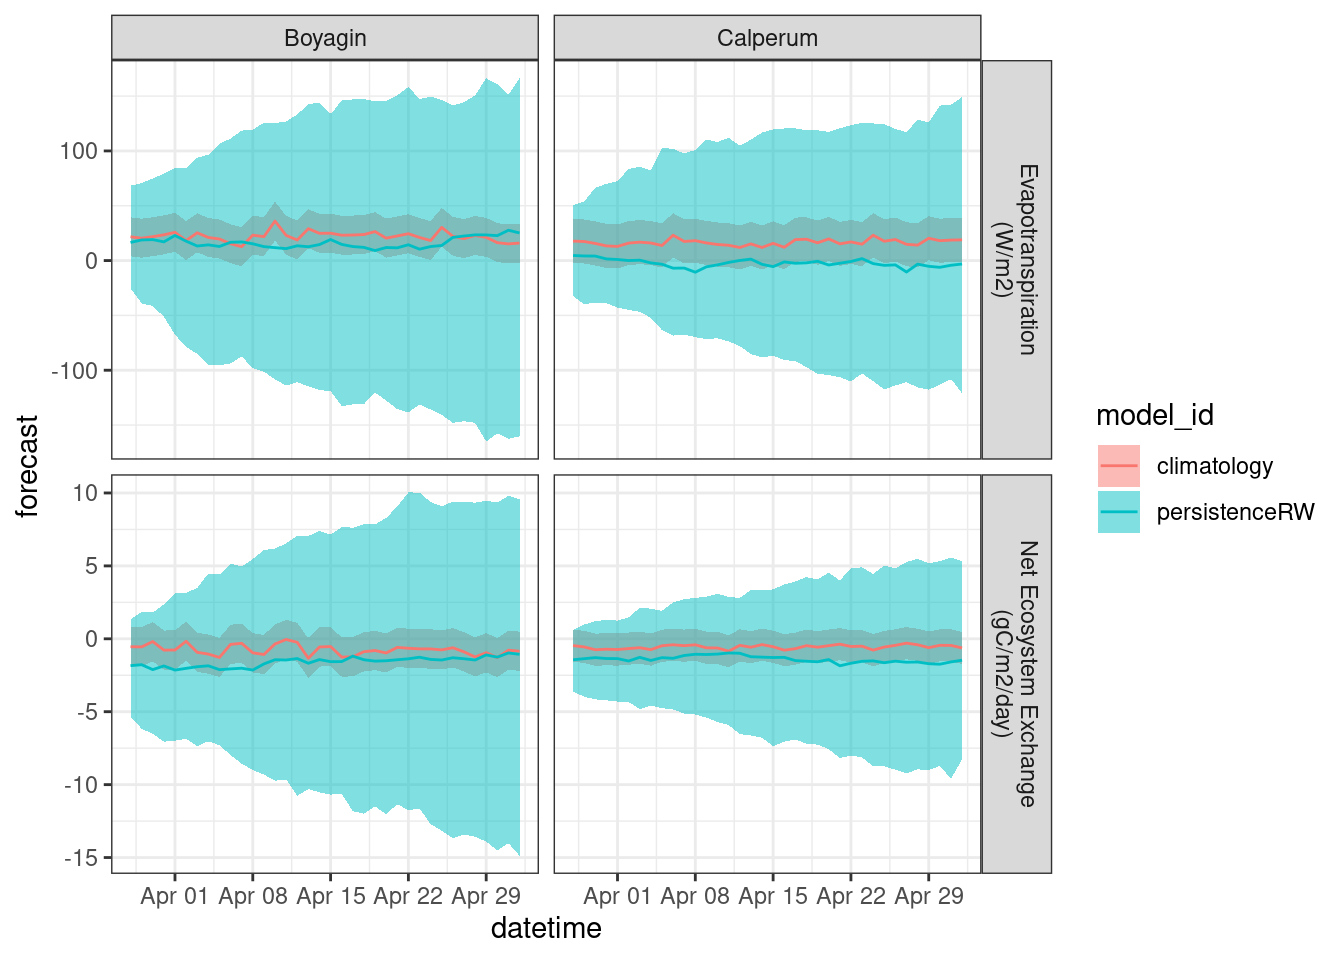 Boyagin
Calperum
100
0
-100
Evapotranspiration
(W/m2)
10
5
0
-5
-10
-15
Net Ecosystem Exchange
(gC/m2/day)
Apr 01 Apr 08 Apr 15 Apr 22 Apr 29
Apr 01 Apr 08 Apr 15 Apr 22 Apr 29
datetime
forecast
model_id
climatology
persistenceRW